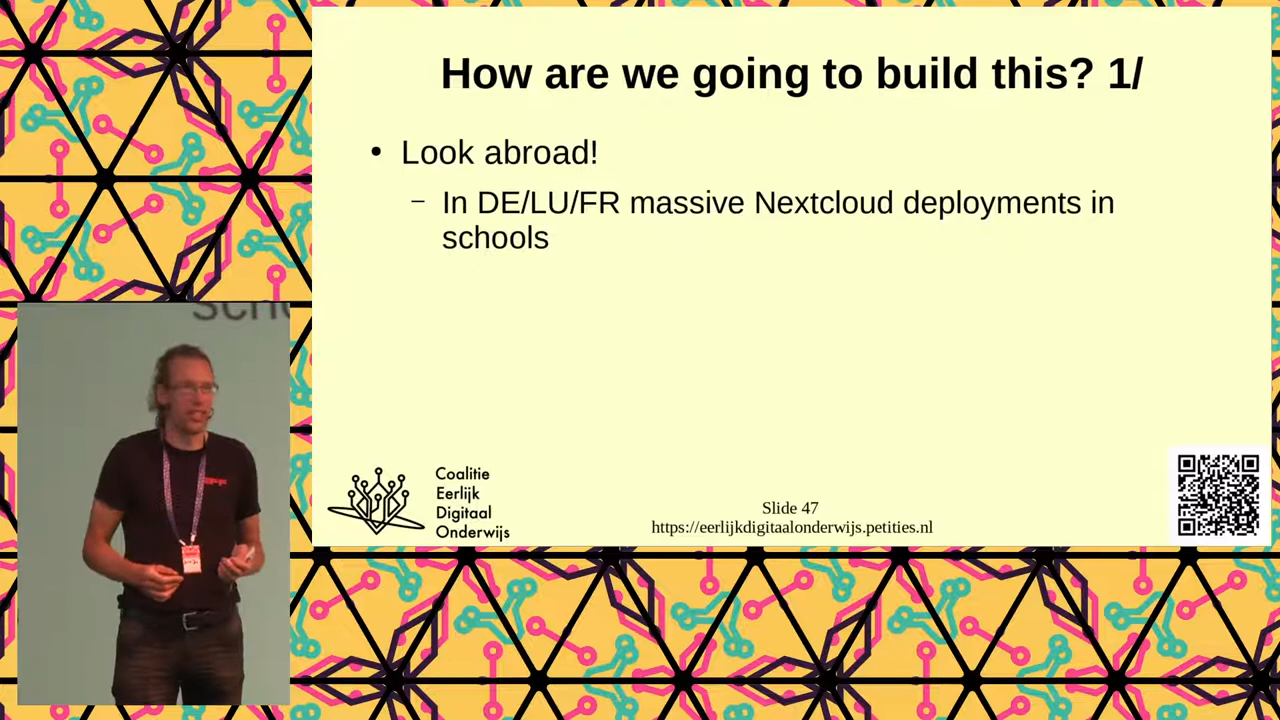 How are we going to build this? 1/
• Look abroad!
– In DE/LU/FR massive Nextcloud deployments in
schools
Coalitie
Eerlijk
Digitaal
Onderwijs
Slide 47
https://eerlijkdigitaalonderwijs.petities.nl